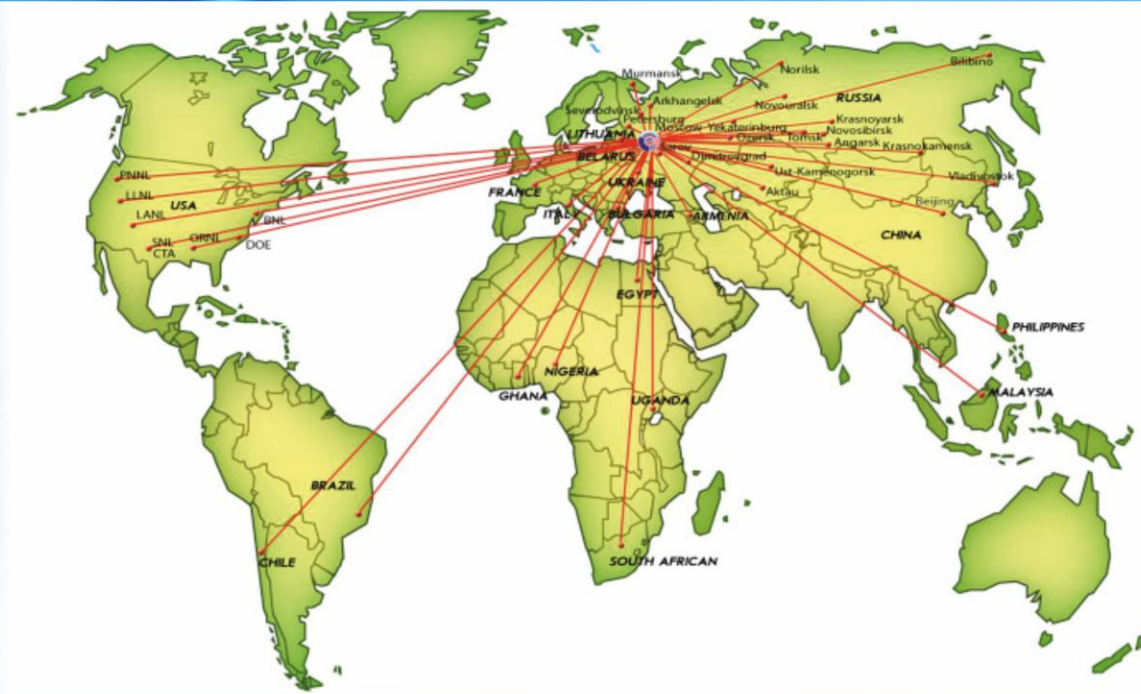 Murmansk
Norilsk
Bilibino
Severodvinsk
Arkhangelsk
Novouralsk
RUSSIA
Petersburg
Krasnoyarsk
LITHUANIA
Moscow
Yekaterinburg
Novosibirsk
Ozersk
Tomsk
Angarsk
Krasnokamensk
Sarov
BELARUS
Dimitrovgrad
PNNL
Ust-Kamenogorsk
Vladivostok
UKRAINE
LLNL
FRANCE
Aktau
USA
Beijing
LANL
ITALY
BULGARIA
ARMENIA
BNL
CHINA
SNL
ORNL
DOE
CTA
EGYPT
PHILIPPINES
NIGERIA
GHANA
MALAYSIA
UGANDA
BRAZIL
CHILE
SOUTH AFRICAN